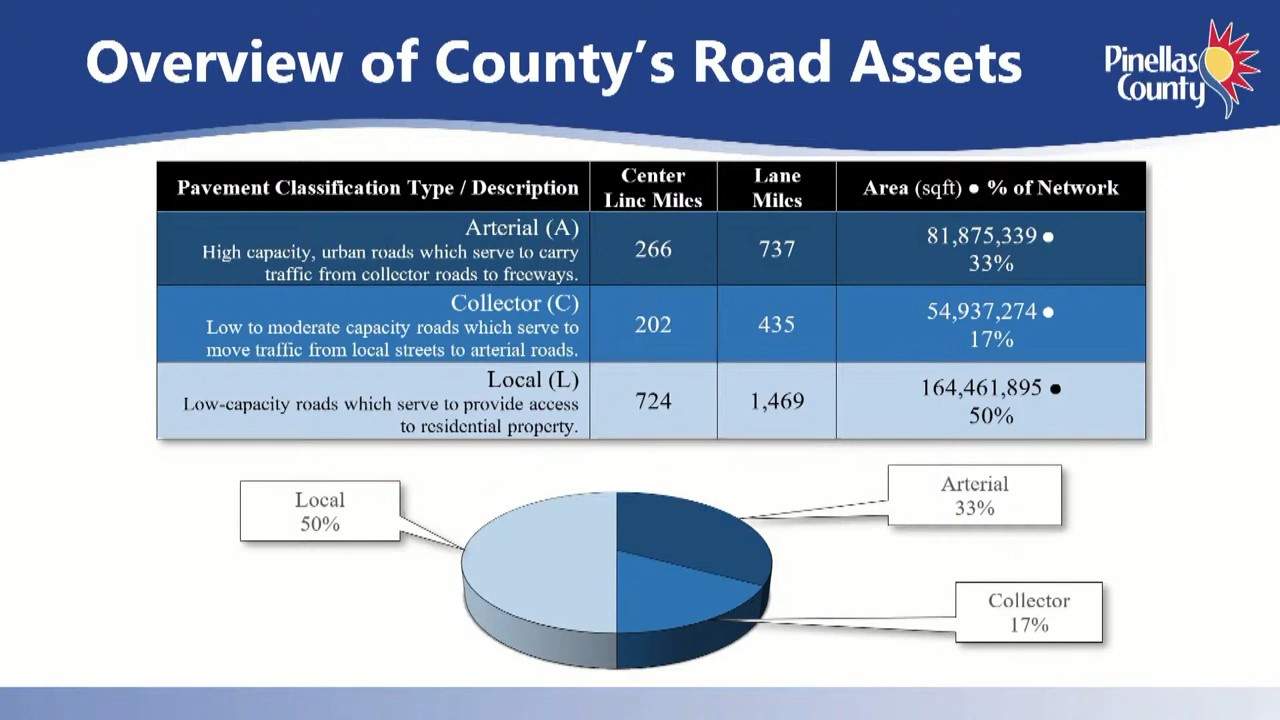 Overview of County's Road Assets
Pinellas
County
Pavement Classification Type / Description
Center
Line Miles
Lane
Miles
Area (sqft) ● % of Network
Arterial (A)
High capacity, urban roads which serve to carry
traffic from collector roads to freeways.
266
737
81,875,339 ●
33%
Collector (C)
Low to moderate capacity roads which serve to
move traffic from local streets to arterial roads.
202
435
54,937,274 ●
17%
Local (L)
Low-capacity roads which serve to provide access
to residential property.
724
1,469
164,461,895 ●
50%
Local
50%
Arterial
33%
Collector
17%